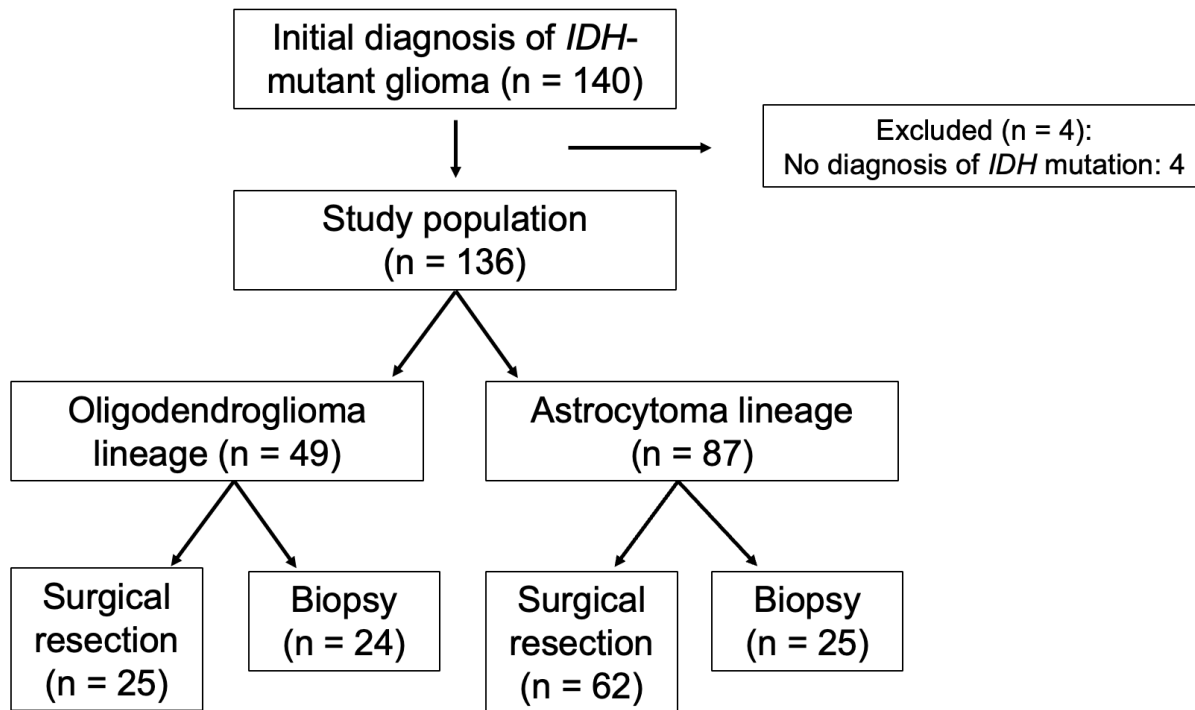 Initial diagnosis of IDH-
mutant glioma (n = 140)
Excluded (n = 4):
No diagnosis of IDH mutation: 4
Study population
(n = 136)
Oligodendroglioma
lineage (n = 49)
Astrocytoma lineage
(n = 87)
Surgical
resection
(n = 25)
Biopsy
(n = 24)
Surgical
resection
(n = 62)
Biopsy
(n = 25)